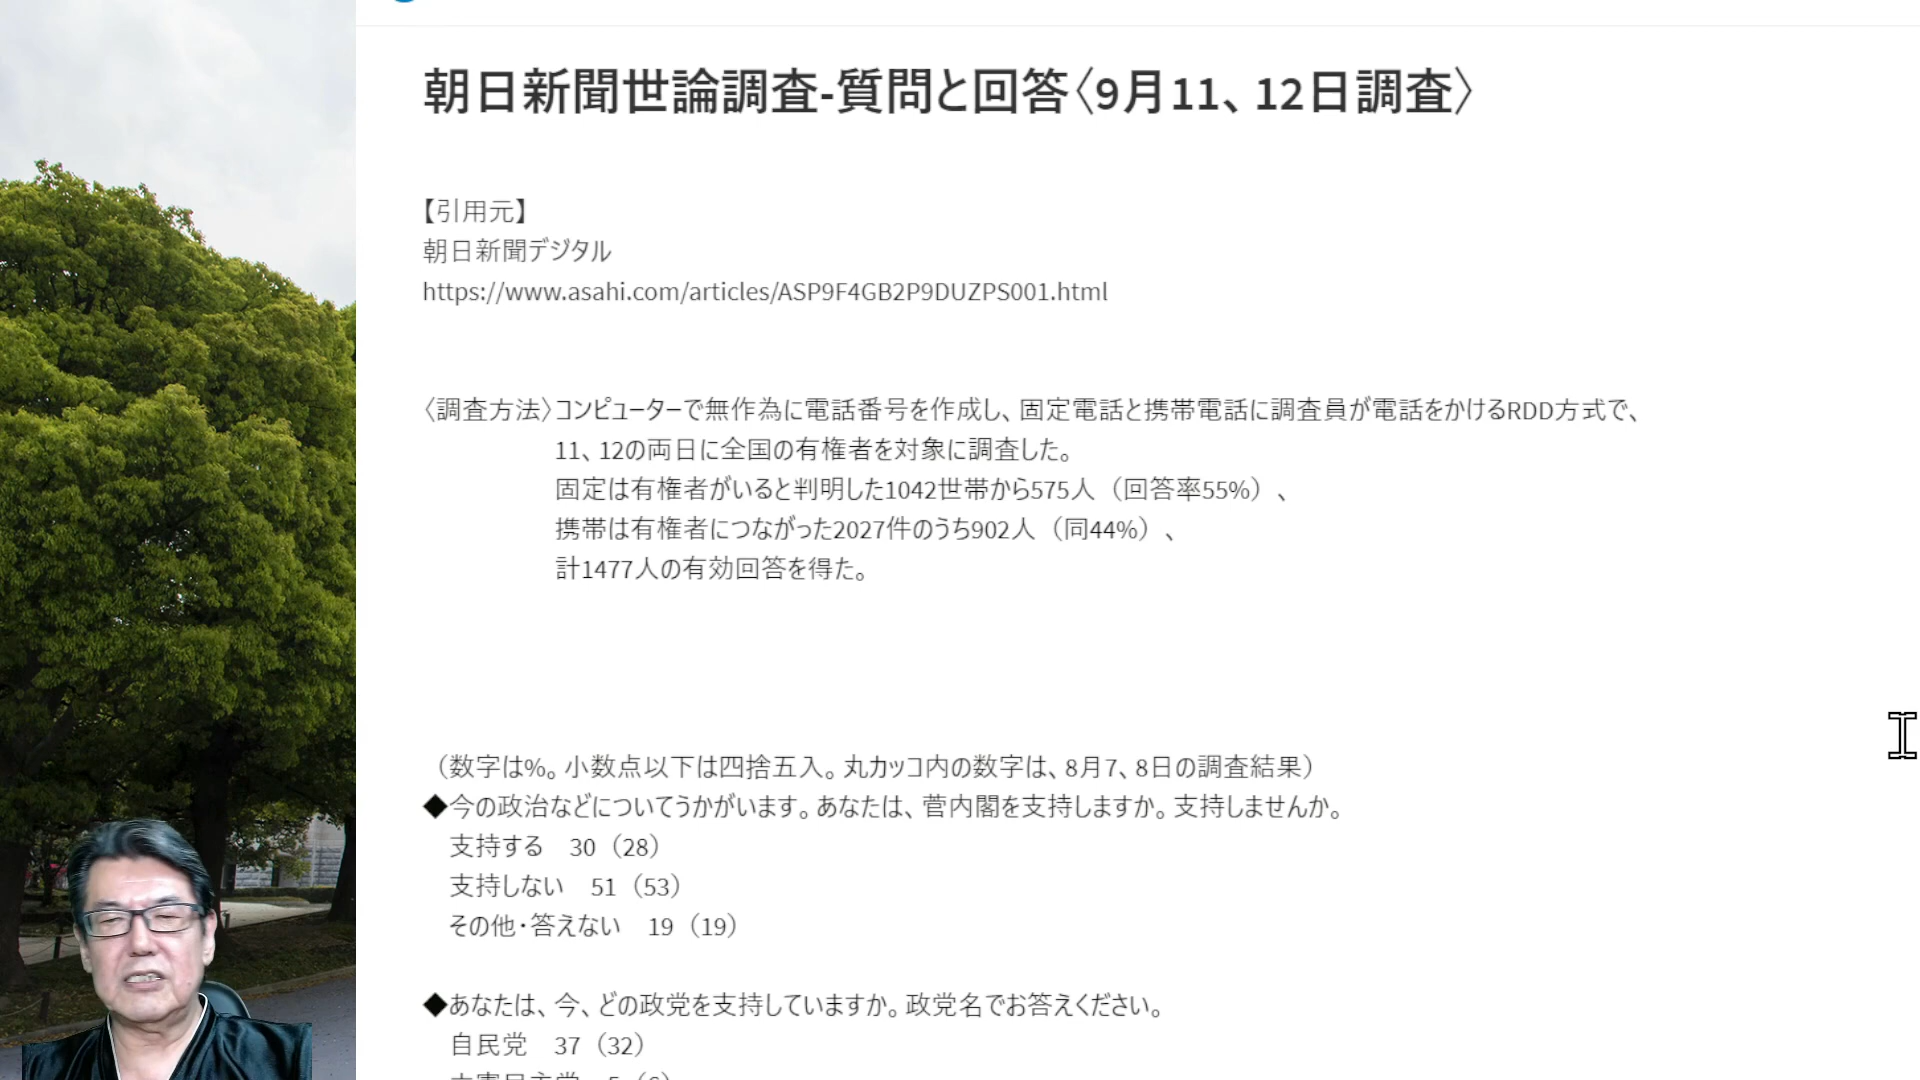 朝日新聞世論調査-質問と回答〈9月11、12日調査〉
【引用元】
朝日新聞デジタル
https://www.asahi.com/articles/ASP9F4GB2P9DUZPS001.html
〈調査方法〉コンピューターで無作為に電話番号を作成し、固定電話と携帯電話に調査員が電話をかけるRDD方式で、
11、12の両日に全国の有権者を対象に調査した。
固定は有権者がいると判明した1042世帯から575人（回答率55%）、
携帯は有権者につながった2027件のうち902人（同44%）、
計1477人の有効回答を得た。
（数字は%。小数点以下は四捨五入。丸カッコ内の数字は、8月7、8日の調査結果）
◆今の政治などについてうかがいます。あなたは、菅内閣を支持しますか。支持しませんか。
支持する　30（28）
支持しない　51（53）
その他・答えない　19（19）
◆あなたは、今、どの政党を支持していますか。政党名でお答えください。
自民党　37（32）